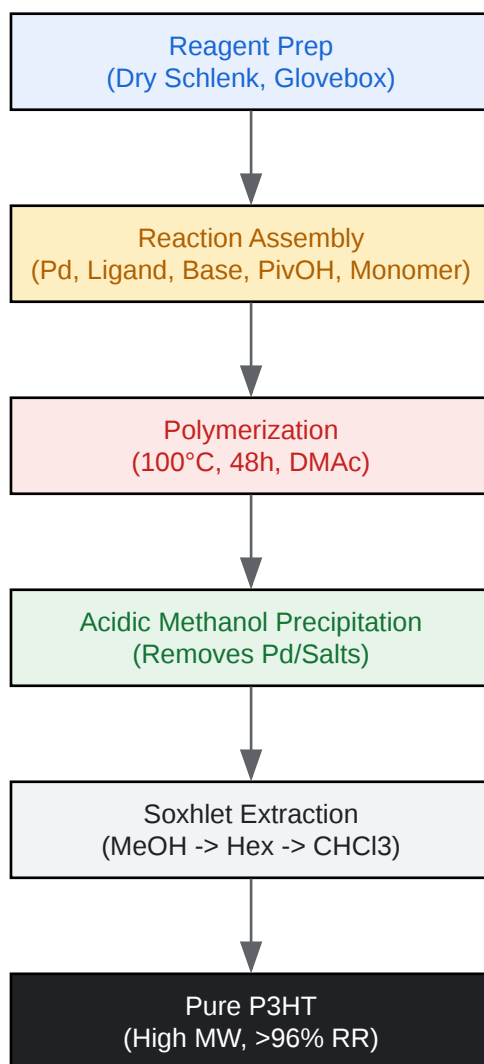 Reagent Prep
(Dry Schlenk, Glovebox)
Reaction Assembly
(Pd, Ligand, Base, PivOH, Monomer)
Polymerization
(100°C, 48h, DMAc)
Acidic Methanol Precipitation
(Removes Pd/Salts)
Soxhlet Extraction
(MeOH -> Hex -> CHCl3)
Pure P3HT
(High MW, >96% RR)